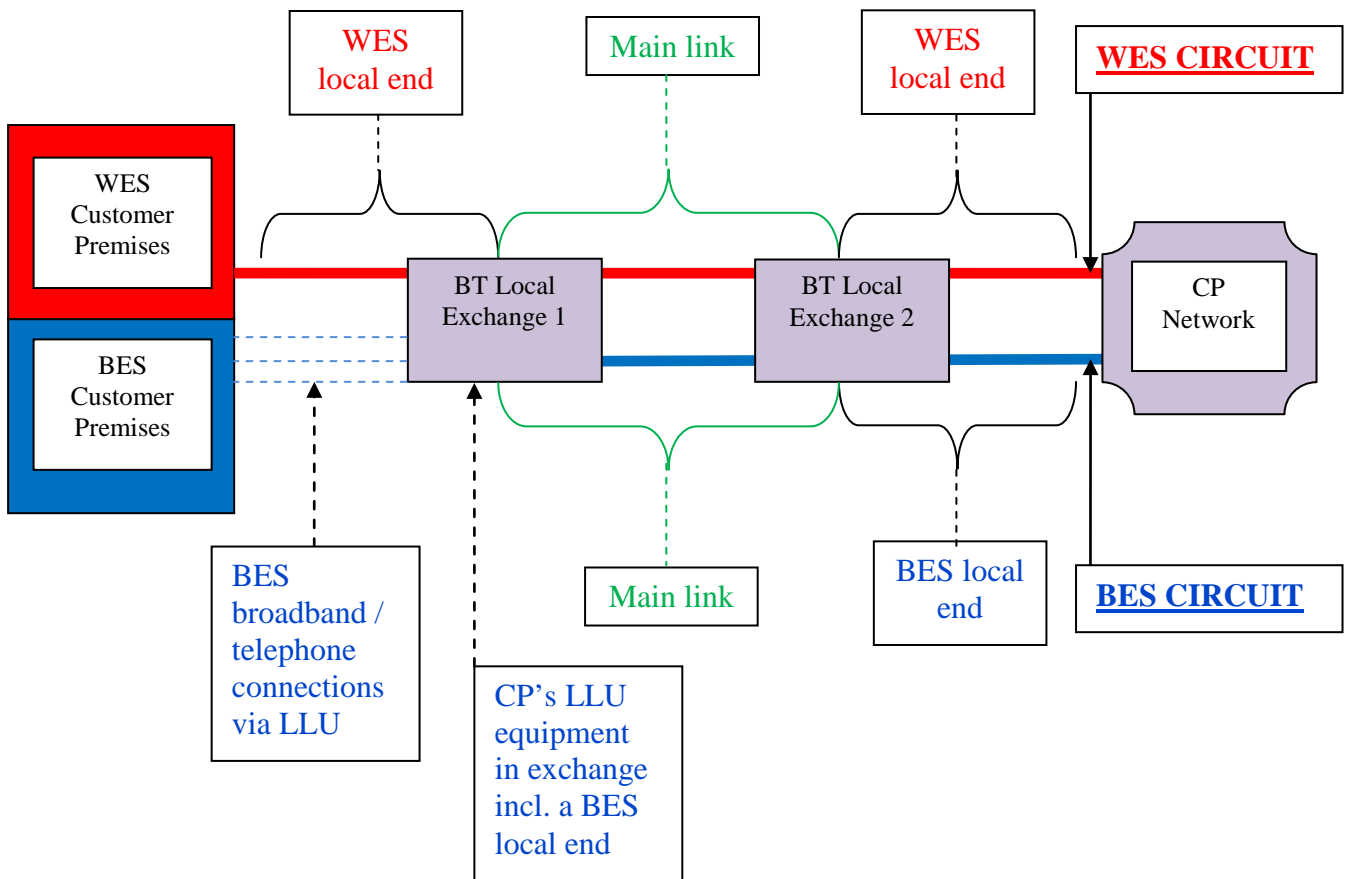 WES
local end
Main link
WES
local end
WES CIRCUIT
WES
Customer
Premises
BT Local
Exchange 1
BT Local
Exchange 2
CP
Network
BES
Customer
Premises
BES
broadband /
telephone
connections
via LLU
CP’s LLU
equipment
in exchange
incl. a BES
local end
Main link
BES local
end
BES CIRCUIT